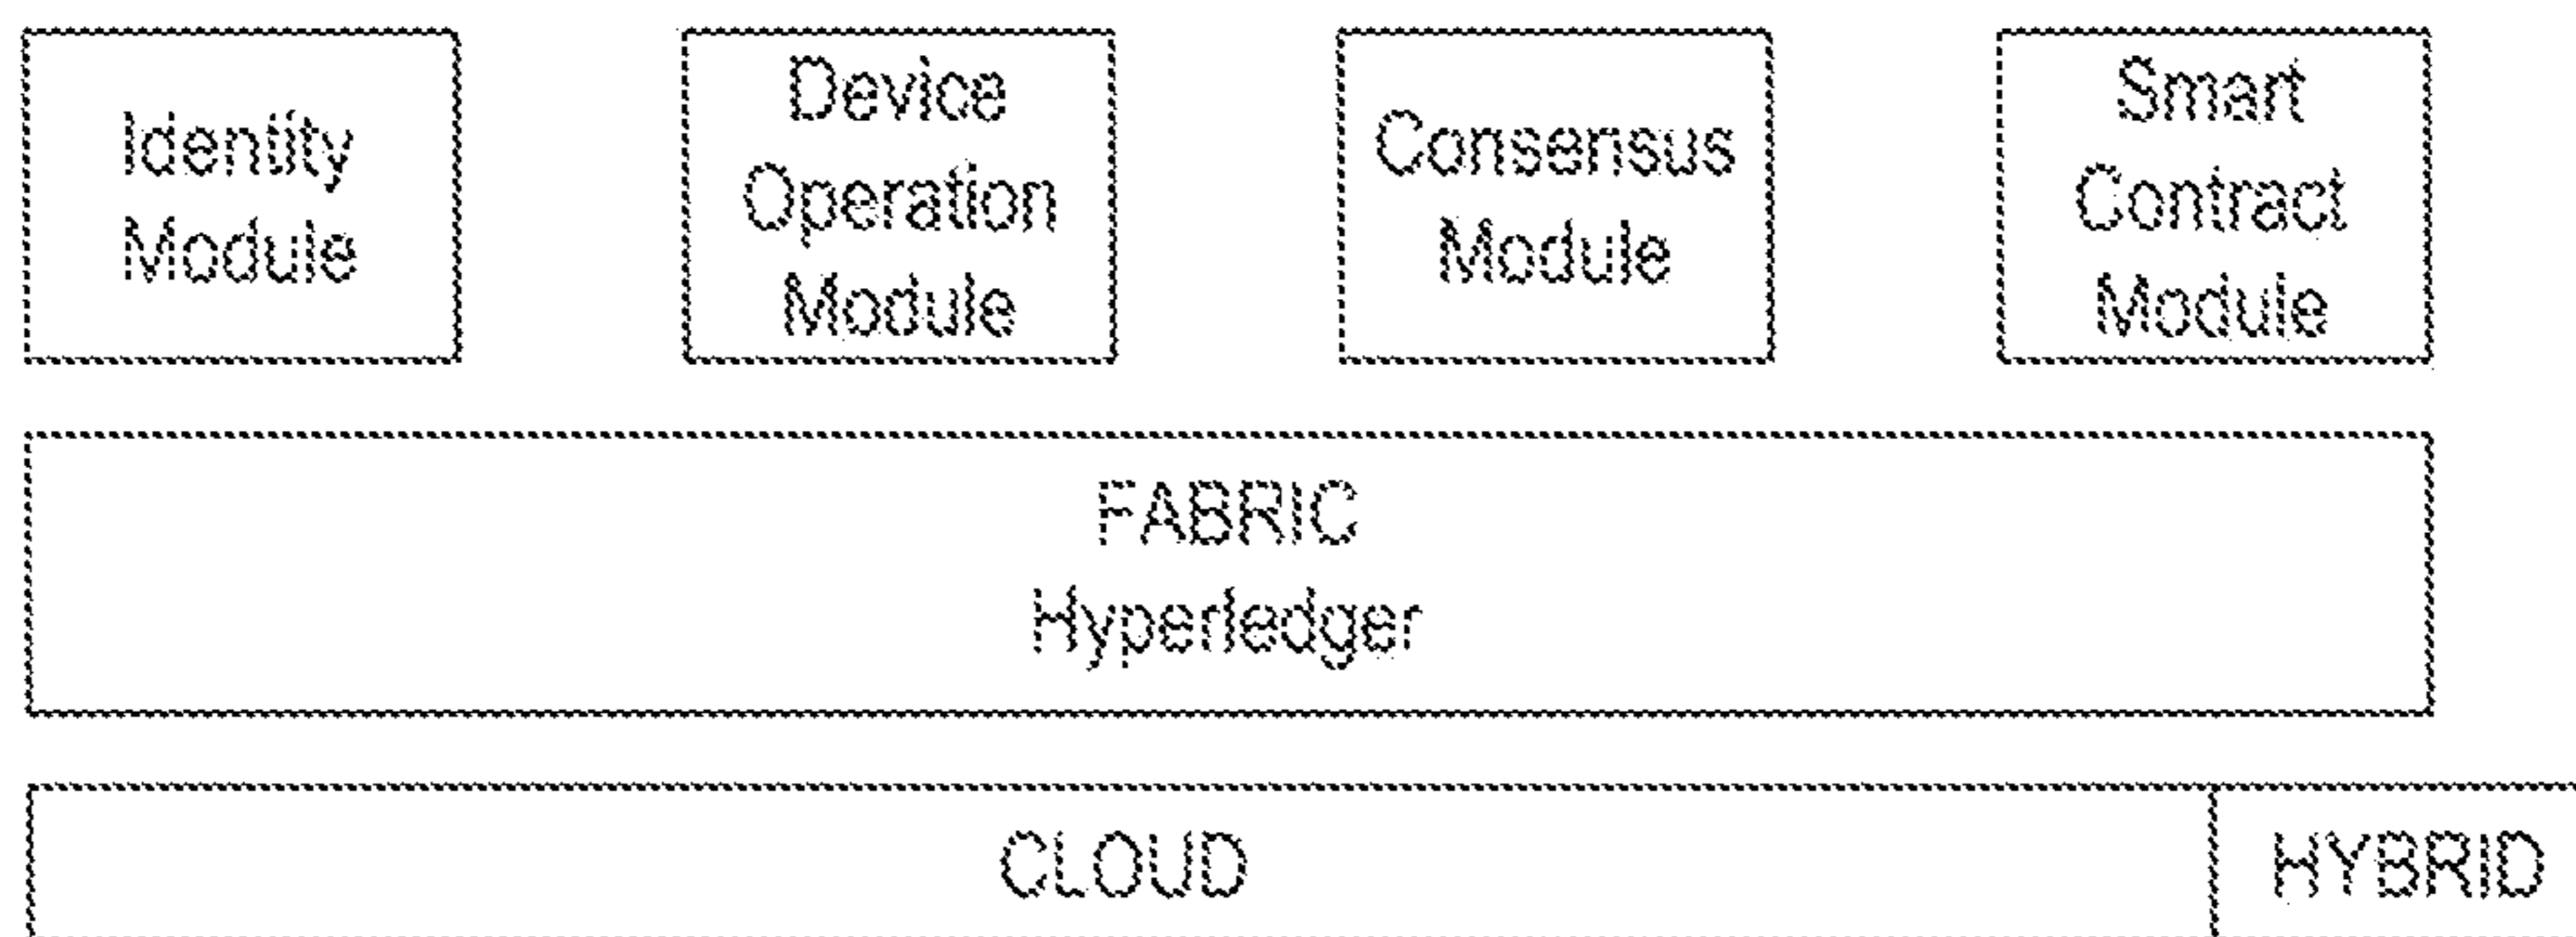 Identity
Module
Device
Operation
Module
Consensus
Module
Smart
Contract
Module
FABRIC
Hyperledger
CLOUD
HYBRID